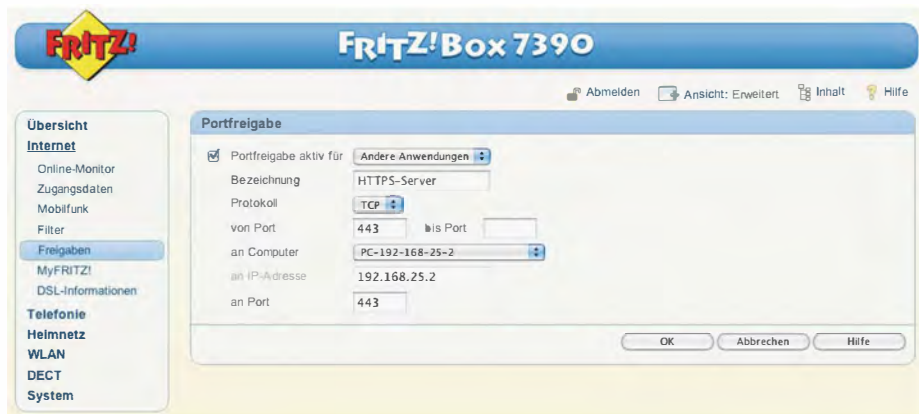 FRITZ!
FRITZ!Box 7390
Abmelden Ansicht: Erweitert Inhalt Hilfe
Übersicht
Internet
Online-Monitor
Zugangsdaten
Mobilfunk
Filter
Freigaben
MyFRITZ!
DSL-Informationen
Telefonie
Heimnetz
WLAN
DECT
System
Portfreigabe
Portfreigabe aktiv für Andere Anwendungen
Bezeichnung HTTPS-Server
Protokoll TCP
von Port 443 bis Port
an Computer PC-192-168-25-2
an IP-Adresse 192.168.25.2
an Port 443
OK Abbrechen Hilfe